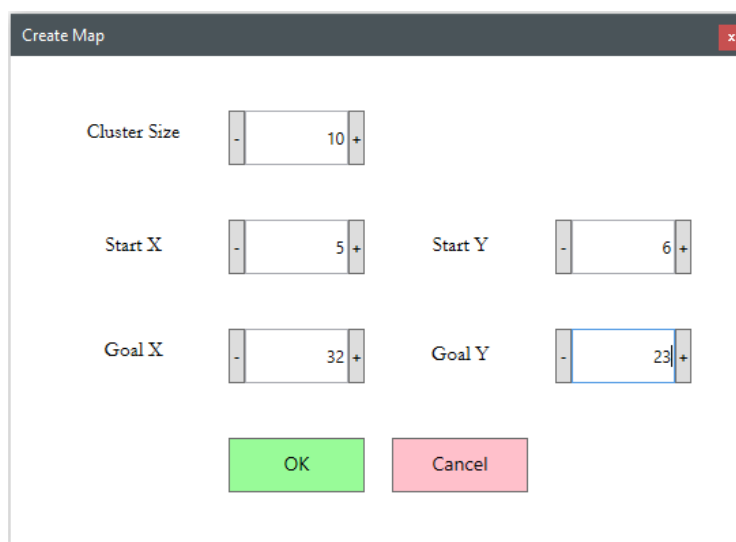 Create Map x
Cluster Size - 10 +
Start X - 5 + Start Y - 6 +
Goal X - 32 + Goal Y - 23 +
OK Cancel